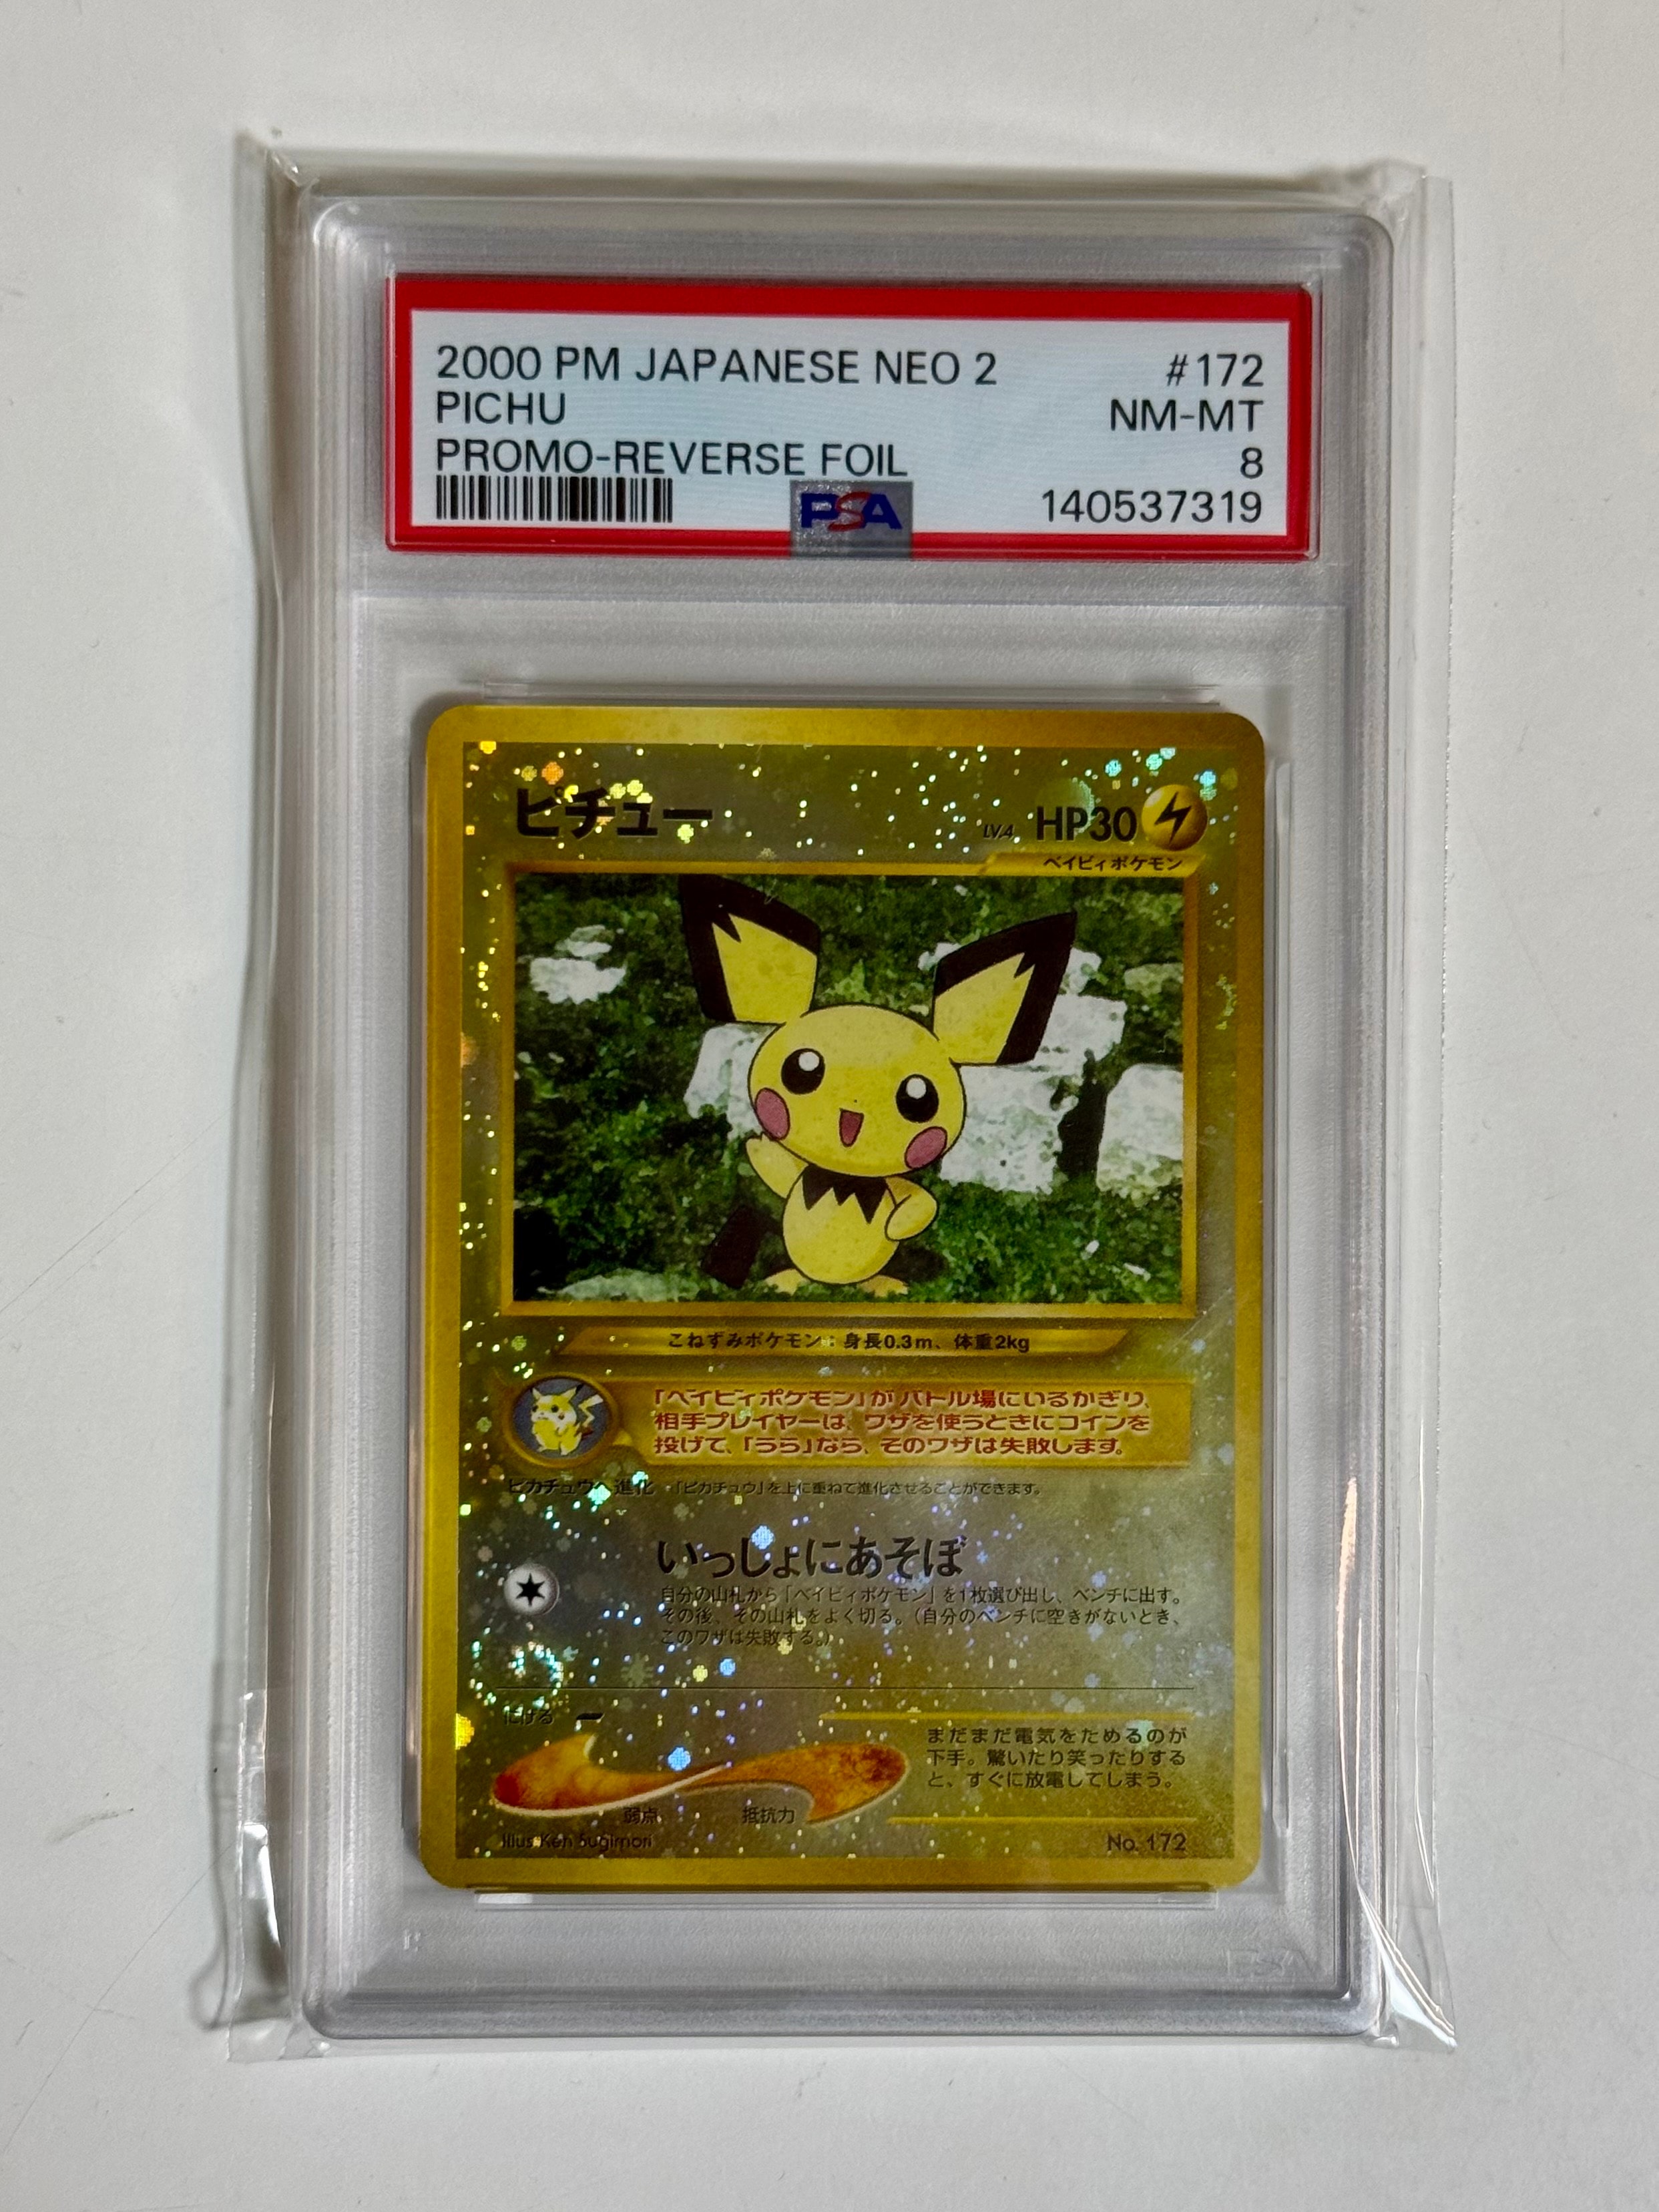 2000 PM JAPANESE NEO 2 #172
PICHU NM-MT
PROMO-REVERSE FOIL 8
PSA 140537319
ピチュー LV.4 HP30
ベイビィポケモン
こねずみポケモン：身長0.3m、体重2kg
「ベイビィポケモン」がバトル場にいるかぎり、
相手プレイヤーは、ワザを使うときにコインを
投げて、「うら」なら、そのワザは失敗します。
ピカチュウへ進化 「ピカチュウ」を上に重ねて進化させることができます。
いっしょにあそぼ
自分の山札から「ベイビィポケモン」を1枚選び出し、ベンチに出す。
その後、その山札をよく切る。（自分のベンチに空きがないとき、
このワザは失敗する。）
にげる
まだまだ電気をためるのが
下手。驚いたり笑ったりする
と、すぐに放電してしまう。
弱点 抵抗力
Illus Ken Sugimori No. 172